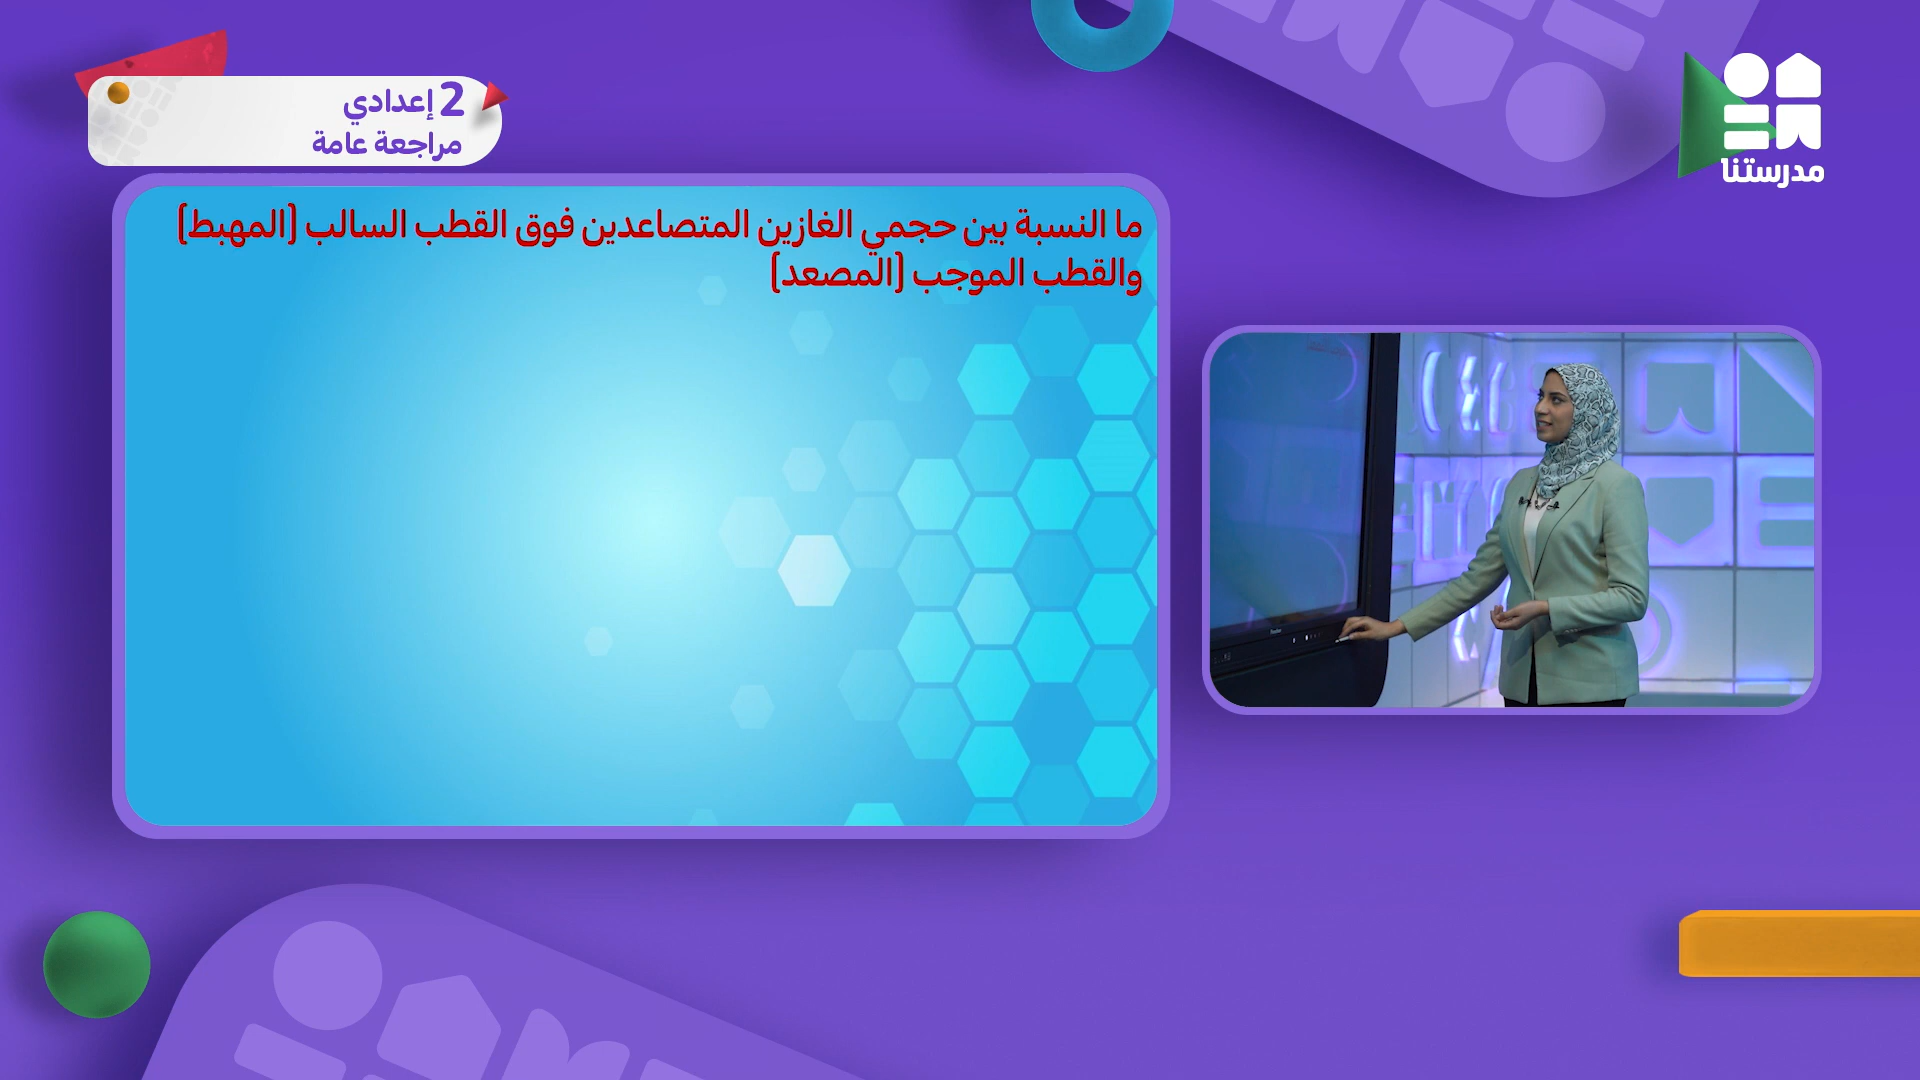 2 إعدادي
مراجعة عامة
مدرستنا
ما النسبة بين حجمي الغازين المتصاعدين فوق القطب السالب (المهبط)
والقطب الموجب (المصعد)